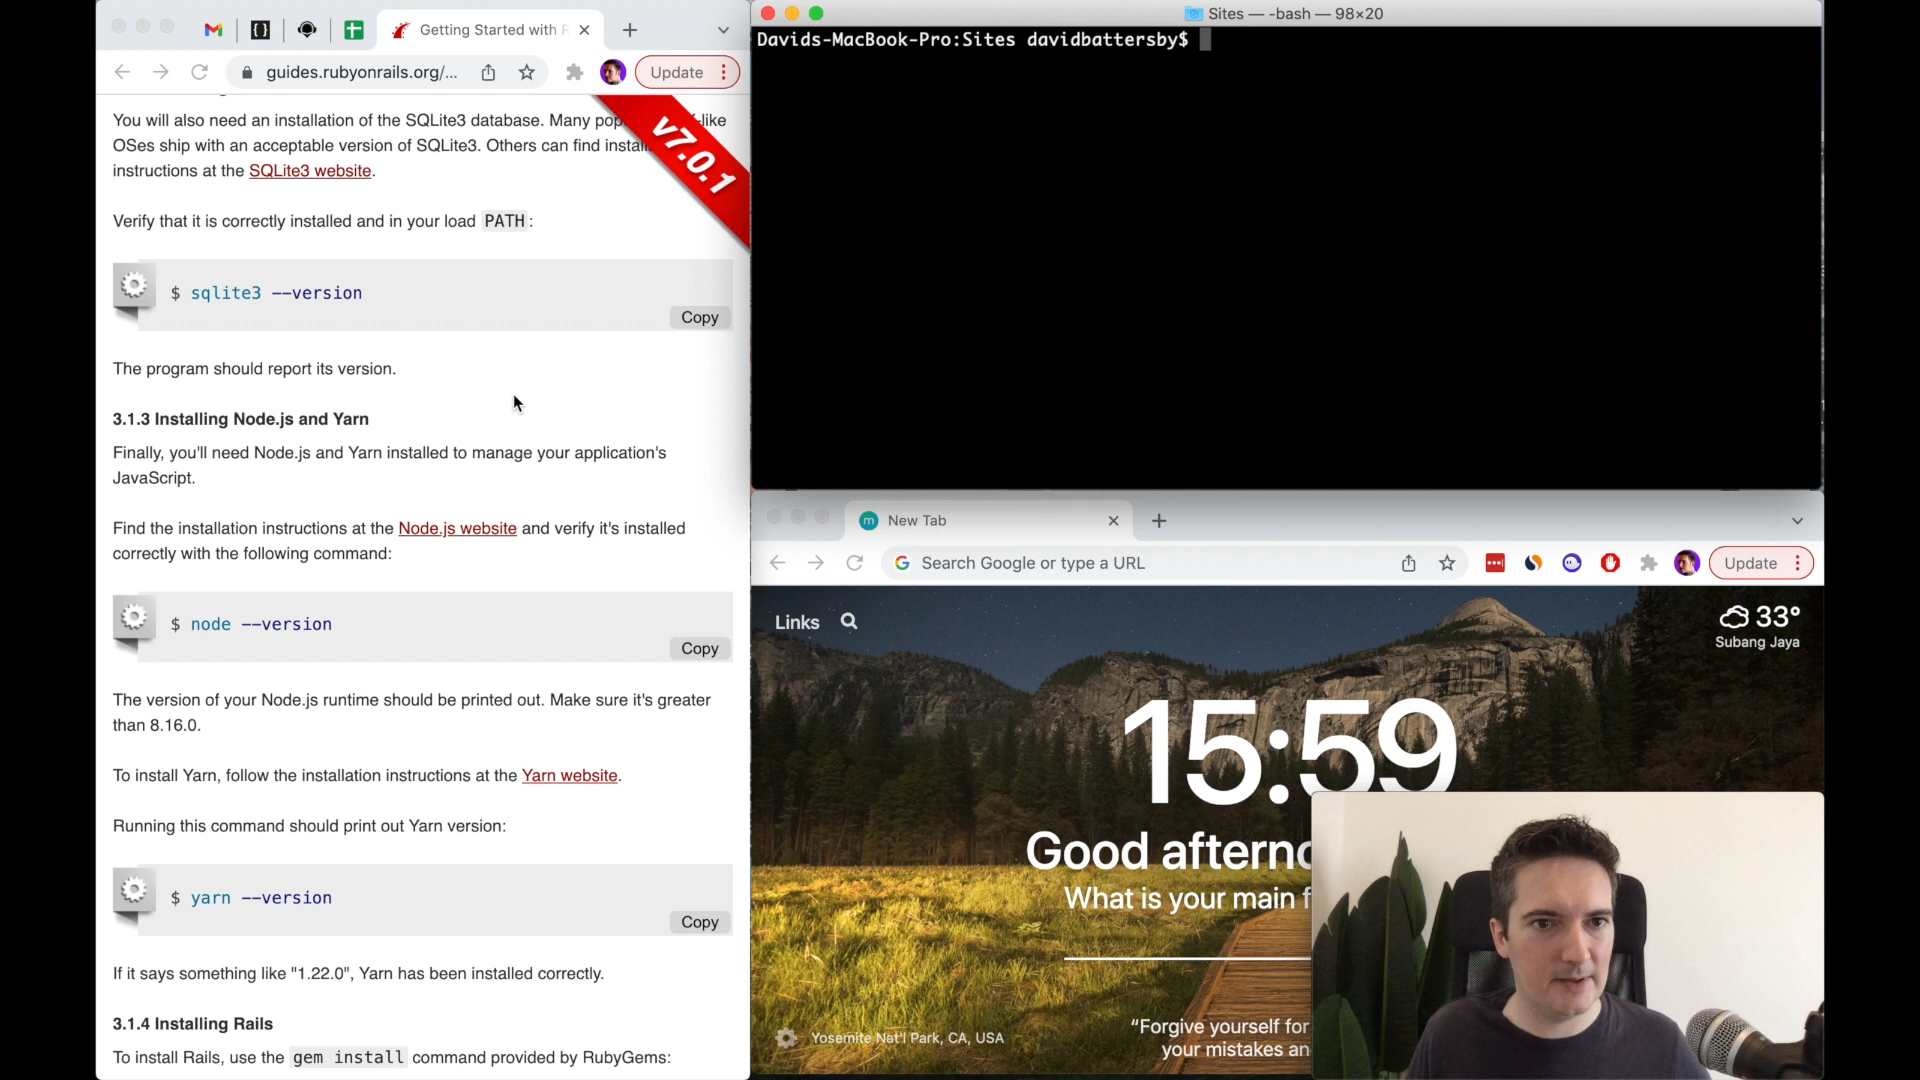 Getting Started with R
guides.rubyonrails.org/...
Update
You will also need an installation of the SQLite3 database. Many pop like
OSes ship with an acceptable version of SQLite3. Others can find install
instructions at the SQLite3 website.
v7.0.1
Verify that it is correctly installed and in your load PATH:
$ sqlite3 --version
Copy
The program should report its version.
3.1.3 Installing Node.js and Yarn
Finally, you'll need Node.js and Yarn installed to manage your application's
JavaScript.
Find the installation instructions at the Node.js website and verify it's installed
correctly with the following command:
$ node --version
Copy
The version of your Node.js runtime should be printed out. Make sure it's greater
than 8.16.0.
To install Yarn, follow the installation instructions at the Yarn website.
Running this command should print out Yarn version:
$ yarn --version
Copy
If it says something like "1.22.0", Yarn has been installed correctly.
3.1.4 Installing Rails
To install Rails, use the gem install command provided by RubyGems:
Sites — -bash — 98×20
Davids-MacBook-Pro:Sites davidbattersby$
m New Tab
Search Google or type a URL
Update
Links
33°
Subang Jaya
15:59
Good afterno
What is your main f
Yosemite Nat'l Park, CA, USA
“Forgive yourself for
your mistakes an